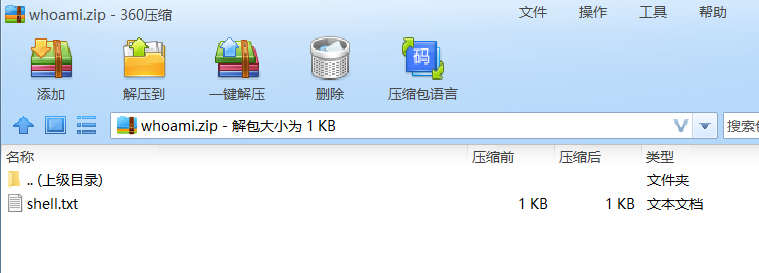 whoami.zip - 360压缩 文件 操作 工具 帮助
码
添加 解压到 一键解压 删除 压缩包语言
whoami.zip - 解包大小为 1 KB 搜索
名称 压缩前 压缩后 类型
.. (上级目录) 文件夹
shell.txt 1 KB 1 KB 文本文档